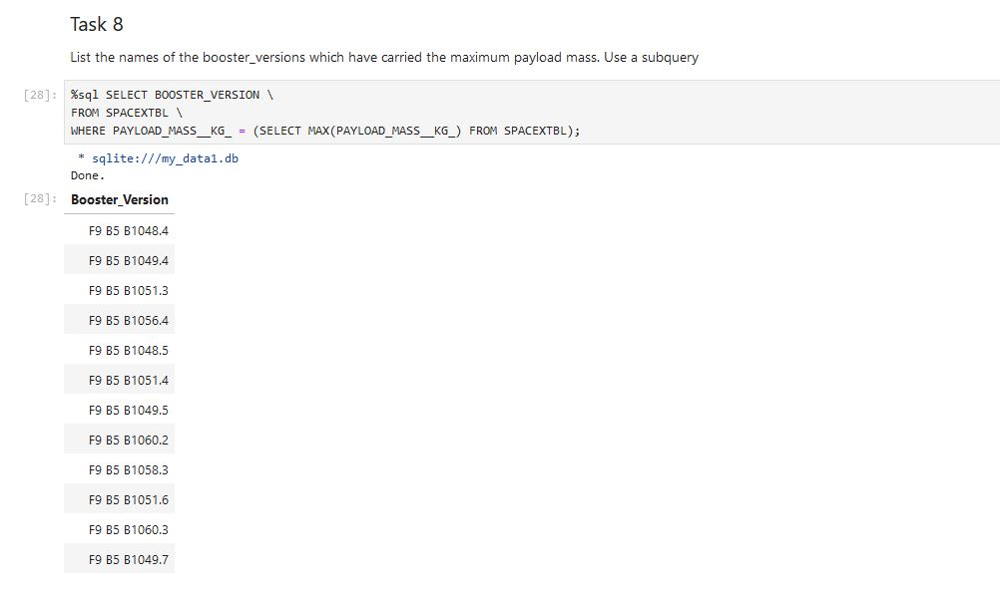 Task 8
List the names of the booster_versions which have carried the maximum payload mass. Use a subquery
[28]: %sql SELECT BOOSTER_VERSION \
FROM SPACEXTBL \
WHERE PAYLOAD_MASS__KG_ = (SELECT MAX(PAYLOAD_MASS__KG_) FROM SPACEXTBL);
* sqlite:///my_data1.db
Done.
[28]: Booster_Version
F9 B5 B1048.4
F9 B5 B1049.4
F9 B5 B1051.3
F9 B5 B1056.4
F9 B5 B1048.5
F9 B5 B1051.4
F9 B5 B1049.5
F9 B5 B1060.2
F9 B5 B1058.3
F9 B5 B1051.6
F9 B5 B1060.3
F9 B5 B1049.7